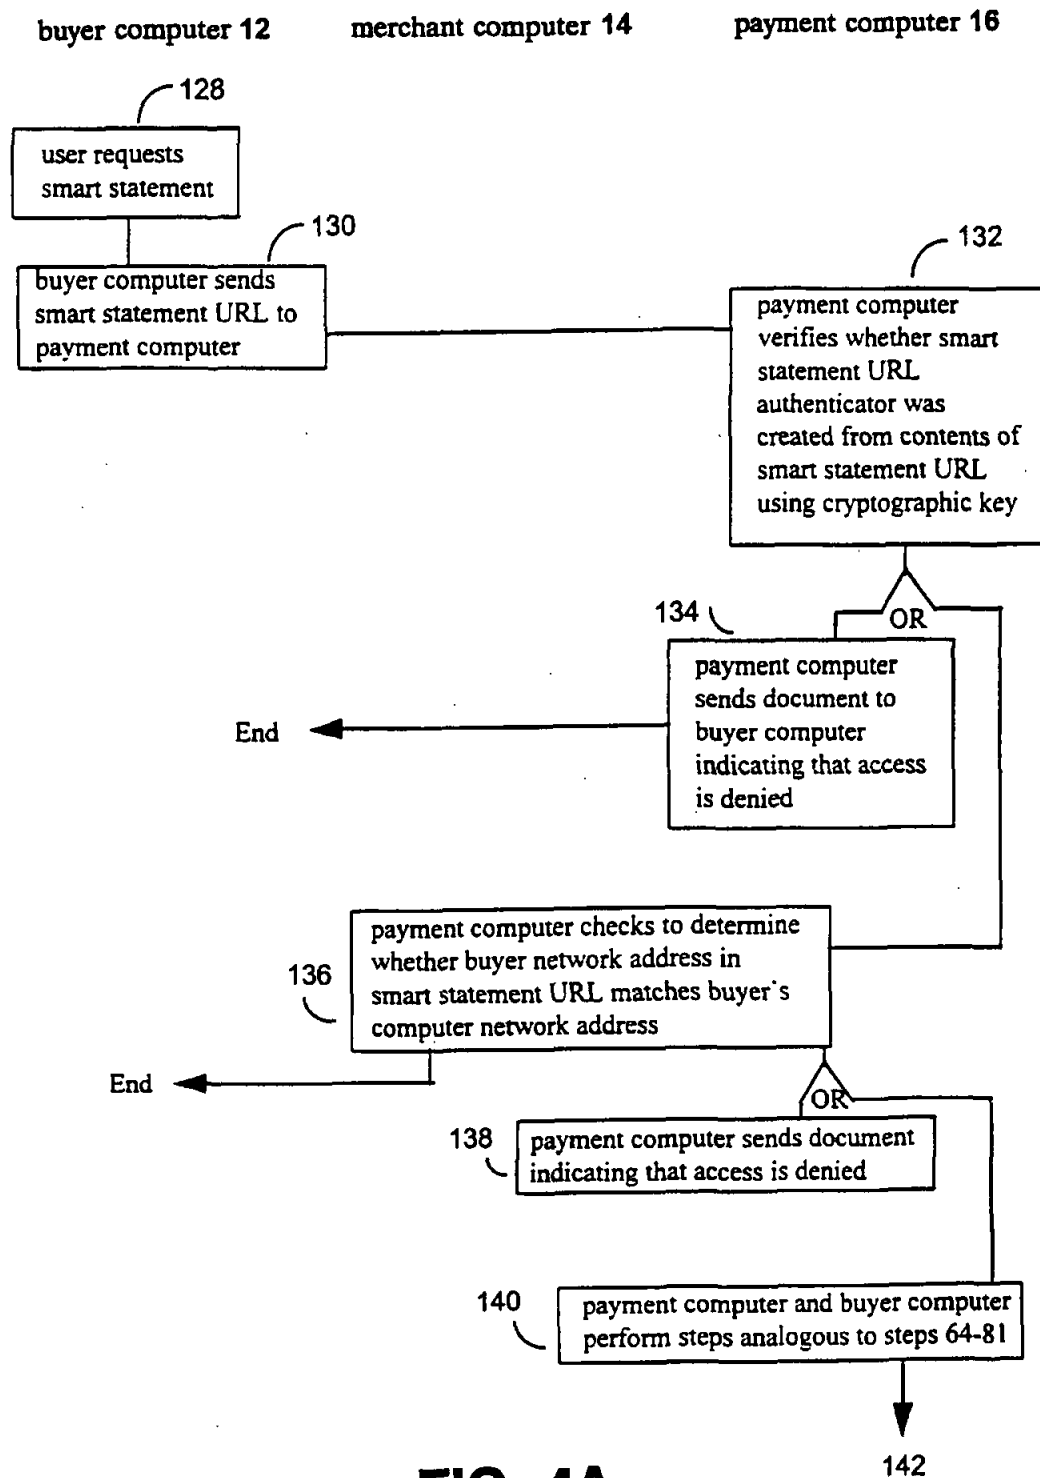 buyer computer 12 merchant computer 14 payment computer 16
128
user requests
smart statement
130
buyer computer sends
smart statement URL to
payment computer
132
payment computer
verifies whether smart
statement URL
authenticator was
created from contents of
smart statement URL
using cryptographic key
OR
134
payment computer
sends document to
buyer computer
indicating that access
is denied
End
136
payment computer checks to determine
whether buyer network address in
smart statement URL matches buyer's
computer network address
End
OR
138
payment computer sends document
indicating that access is denied
140
payment computer and buyer computer
perform steps analogous to steps 64-81
142
FIG. 4A